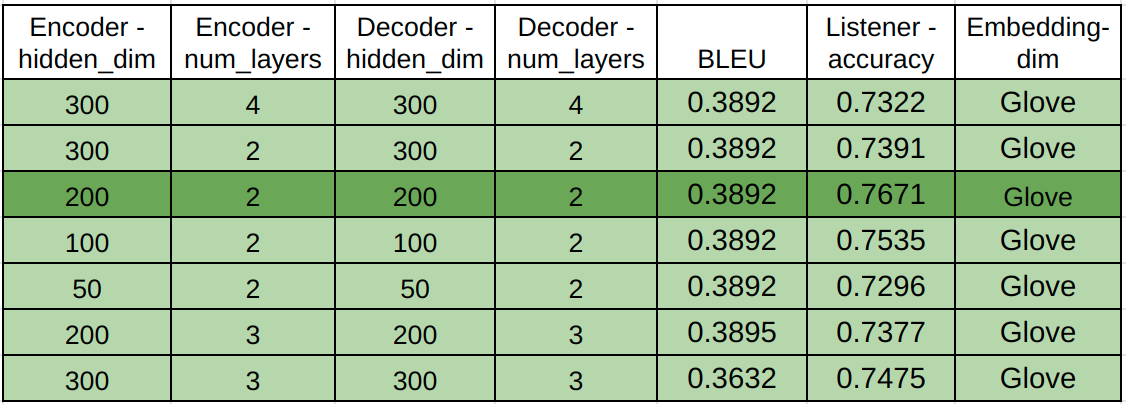 Encoder - hidden_dim Encoder - num_layers Decoder - hidden_dim Decoder - num_layers BLEU Listener - accuracy Embedding-dim
300 4 300 4 0.3892 0.7322 Glove
300 2 300 2 0.3892 0.7391 Glove
200 2 200 2 0.3892 0.7671 Glove
100 2 100 2 0.3892 0.7535 Glove
50 2 50 2 0.3892 0.7296 Glove
200 3 200 3 0.3895 0.7377 Glove
300 3 300 3 0.3632 0.7475 Glove